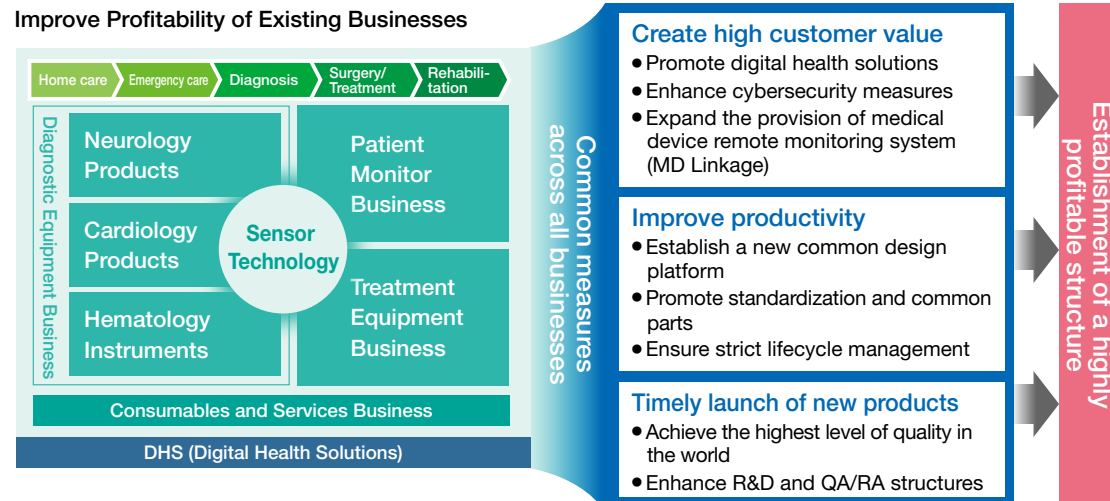 Improve Profitability of Existing Businesses
Home care
Emergency care
Diagnosis
Surgery/
Treatment
Rehabili-
tation
Diagnostic Equipment Business
Neurology
Products
Cardiology
Products
Hematology
Instruments
Sensor
Technology
Patient
Monitor
Business
Treatment
Equipment
Business
Consumables and Services Business
DHS (Digital Health Solutions)
Common measures
across all businesses
Create high customer value
● Promote digital health solutions
● Enhance cybersecurity measures
● Expand the provision of medical
device remote monitoring system
(MD Linkage)
Improve productivity
● Establish a new common design
platform
● Promote standardization and common
parts
● Ensure strict lifecycle management
Timely launch of new products
● Achieve the highest level of quality in
the world
● Enhance R&D and QA/RA structures
Establishment of a highly
profitable structure